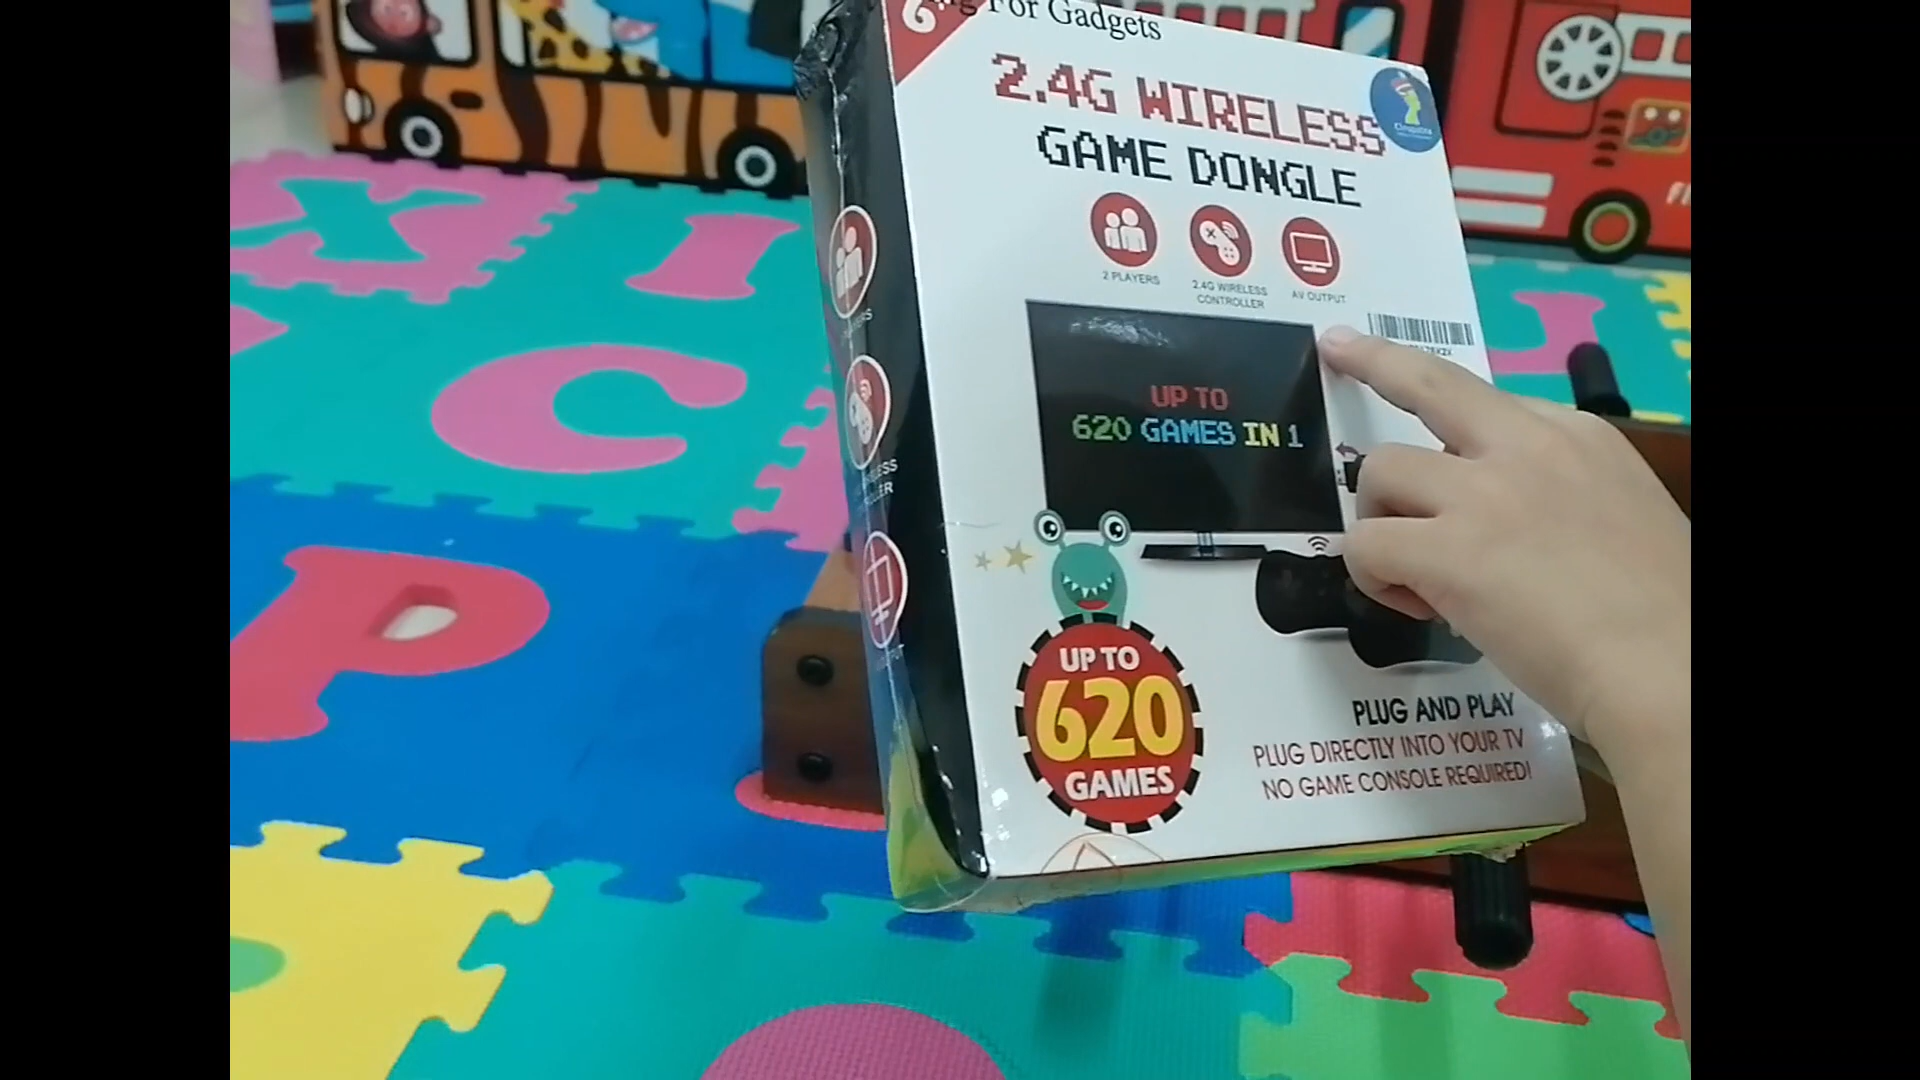 For Gadgets
2.4G WIRELESS
GAME DONGLE
2 PLAYERS
2.4G WIRELESS
CONTROLLER
AV OUTPUT
UP TO
620 GAMES IN 1
UP TO
620
GAMES
PLUG AND PLAY
PLUG DIRECTLY INTO YOUR TV
NO GAME CONSOLE REQUIRED!
X
I
C
P